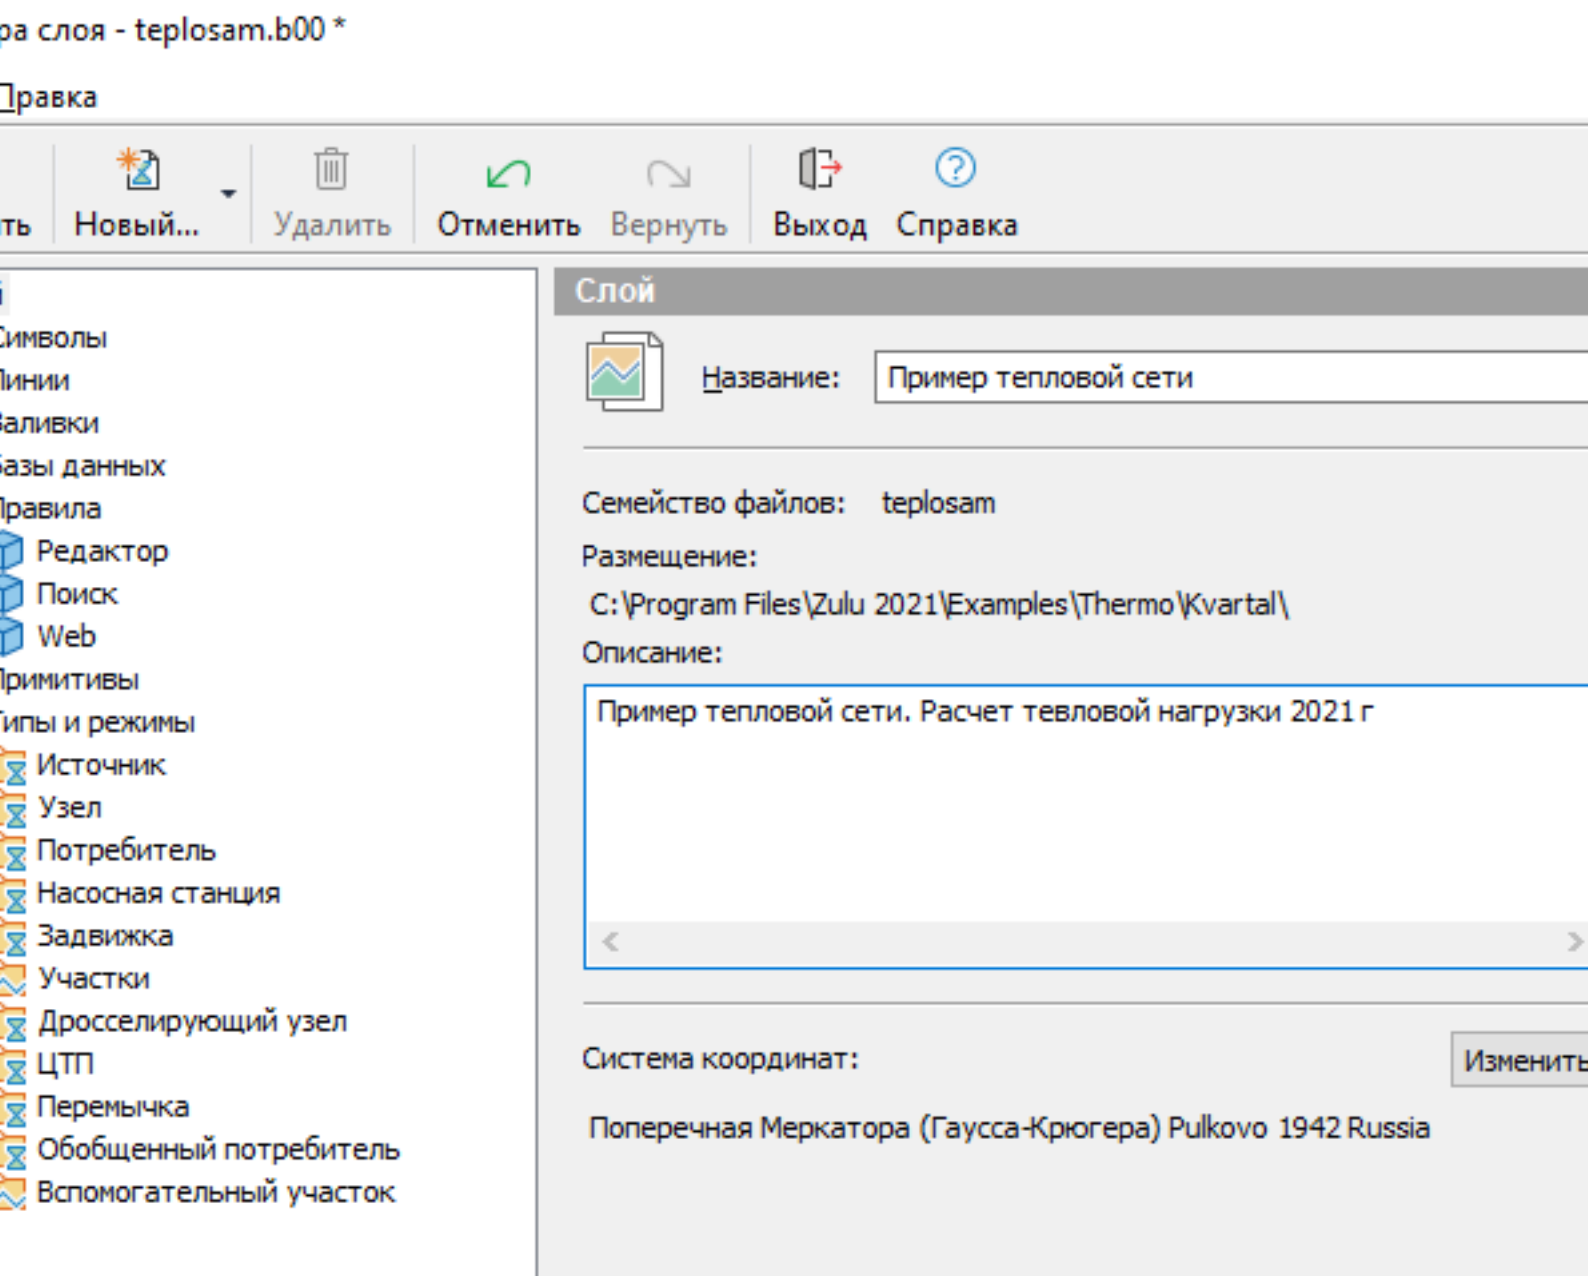 ра слоя - teplosam.b00 *
Правка
ть
Новый...
Удалить
Отменить
Вернуть
Выход
Справка
й
Символы
Линии
Заливки
Базы данных
Правила
Редактор
Поиск
Web
Примитивы
Типы и режимы
Источник
Узел
Потребитель
Насосная станция
Задвижка
Участки
Дросселирующий узел
ЦТП
Перемычка
Обобщенный потребитель
Вспомогательный участок
Слой
Название: Пример тепловой сети
Семейство файлов: teplosam
Размещение:
C:\Program Files\Zulu 2021\Examples\Thermo\Kvartal\
Описание:
Пример тепловой сети. Расчет тевловой нагрузки 2021 г
Система координат:
Изменить
Поперечная Меркатора (Гаусса-Крюгера) Pulkovo 1942 Russia